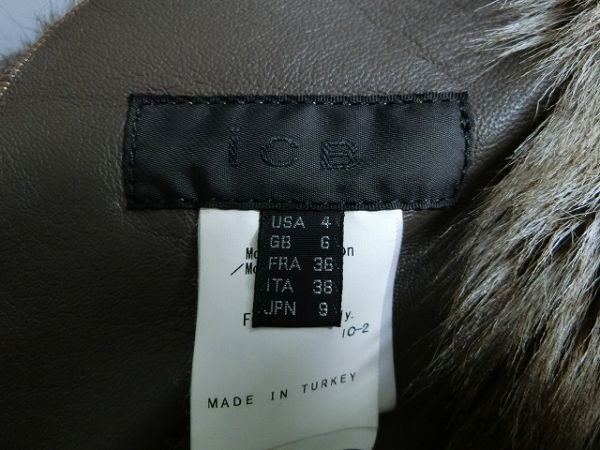 iCB
USA 4
GB 6
FRA 36
ITA 38
JPN 9
10-2
MADE IN TURKEY